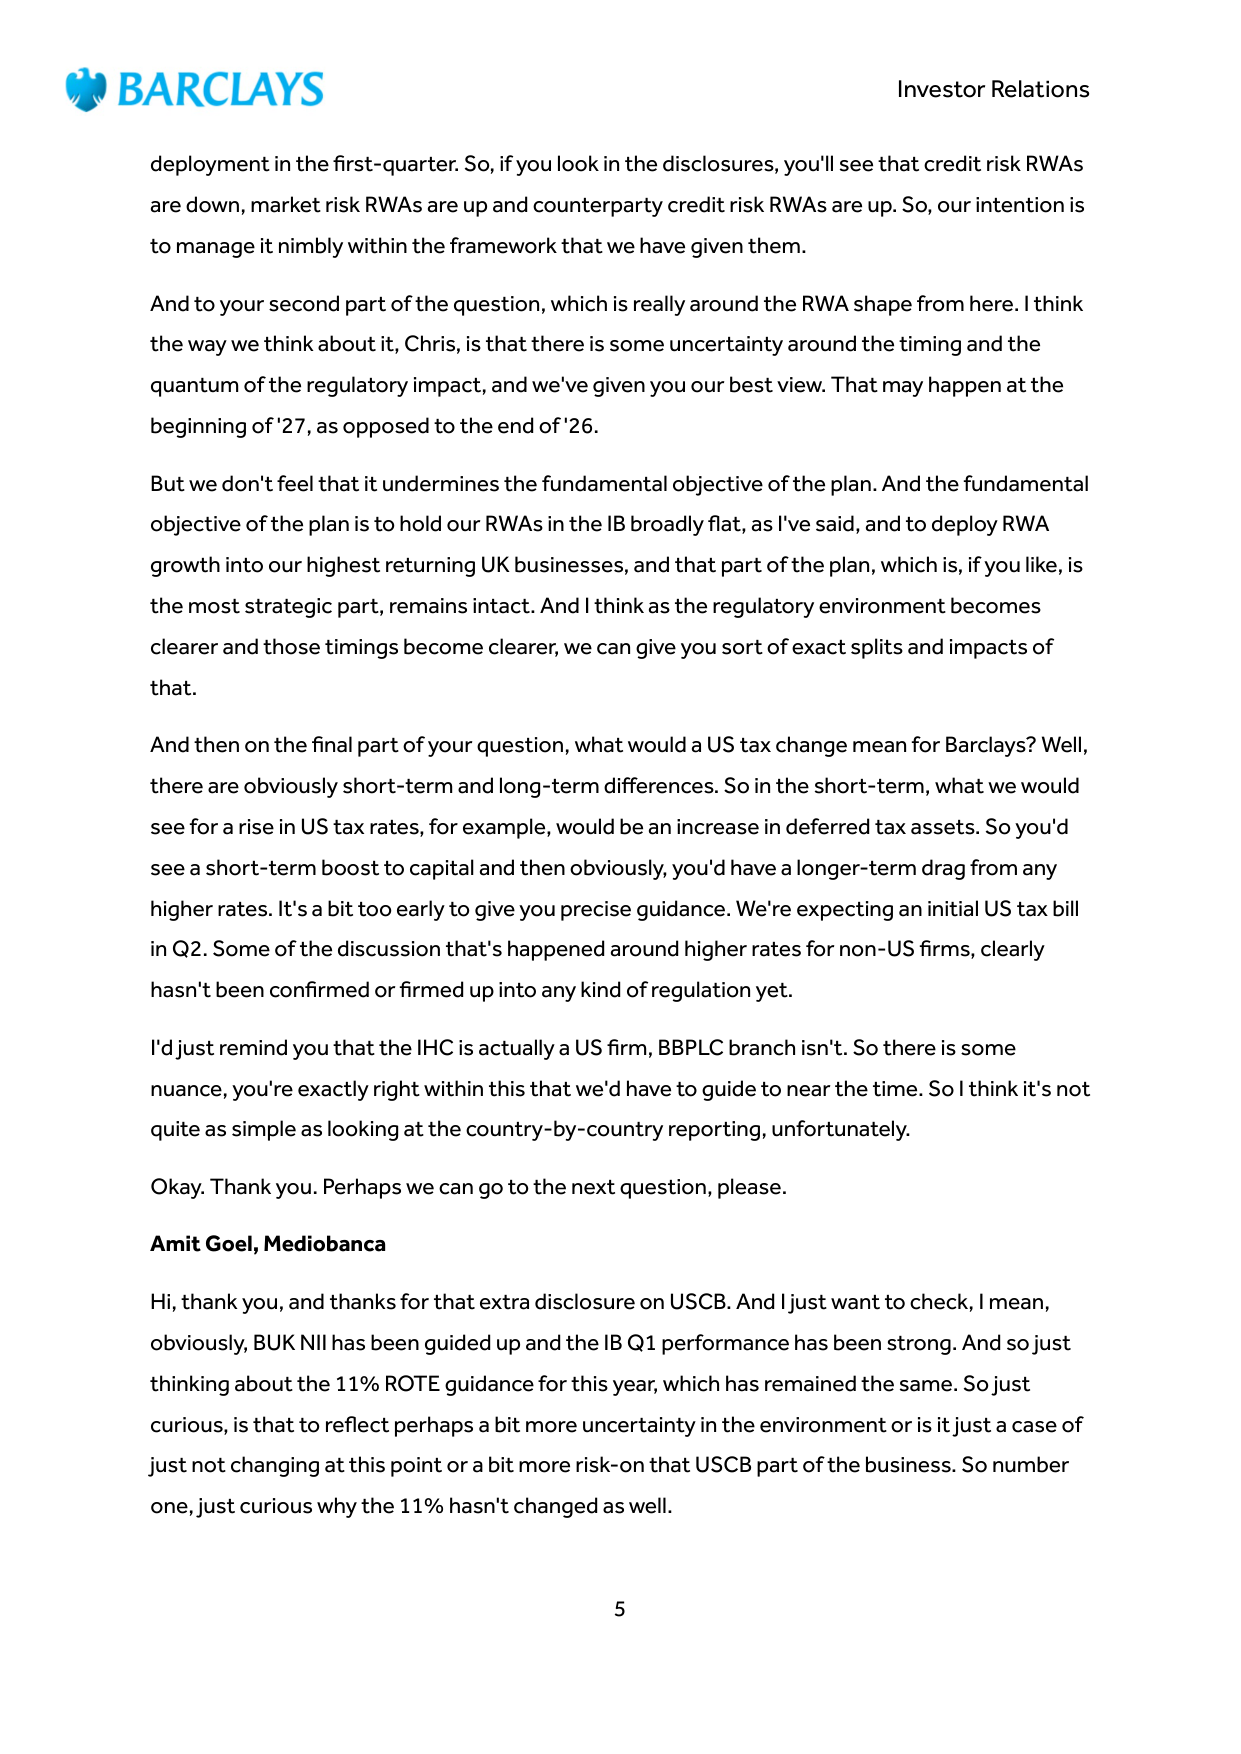 BARCLAYS
Investor Relations
deployment in the first-quarter. So, if you look in the disclosures, you'll see that credit risk RWAs
are down, market risk RWAs are up and counterparty credit risk RWAs are up. So, our intention is
to manage it nimbly within the framework that we have given them.
And to your second part of the question, which is really around the RWA shape from here. I think
the way we think about it, Chris, is that there is some uncertainty around the timing and the
quantum of the regulatory impact, and we've given you our best view. That may happen at the
beginning of '27, as opposed to the end of '26.
But we don't feel that it undermines the fundamental objective of the plan. And the fundamental
objective of the plan is to hold our RWAs in the IB broadly flat, as I've said, and to deploy RWA
growth into our highest returning UK businesses, and that part of the plan, which is, if you like, is
the most strategic part, remains intact. And I think as the regulatory environment becomes
clearer and those timings become clearer, we can give you sort of exact splits and impacts of
that.
And then on the final part of your question, what would a US tax change mean for Barclays? Well,
there are obviously short-term and long-term differences. So in the short-term, what we would
see for a rise in US tax rates, for example, would be an increase in deferred tax assets. So you'd
see a short-term boost to capital and then obviously, you'd have a longer-term drag from any
higher rates. It's a bit too early to give you precise guidance. We're expecting an initial US tax bill
in Q2. Some of the discussion that's happened around higher rates for non-US firms, clearly
hasn't been confirmed or firmed up into any kind of regulation yet.
I'd just remind you that the IHC is actually a US firm, BBPLC branch isn't. So there is some
nuance, you're exactly right within this that we'd have to guide to near the time. So I think it's not
quite as simple as looking at the country-by-country reporting, unfortunately.
Okay. Thank you. Perhaps we can go to the next question, please.
Amit Goel, Mediobanca
Hi, thank you, and thanks for that extra disclosure on USCB. And I just want to check, I mean,
obviously, BUK NII has been guided up and the IB Q1 performance has been strong. And so just
thinking about the 11% ROTE guidance for this year, which has remained the same. So just
curious, is that to reflect perhaps a bit more uncertainty in the environment or is it just a case of
just not changing at this point or a bit more risk-on that USCB part of the business. So number
one, just curious why the 11% hasn't changed as well.
5